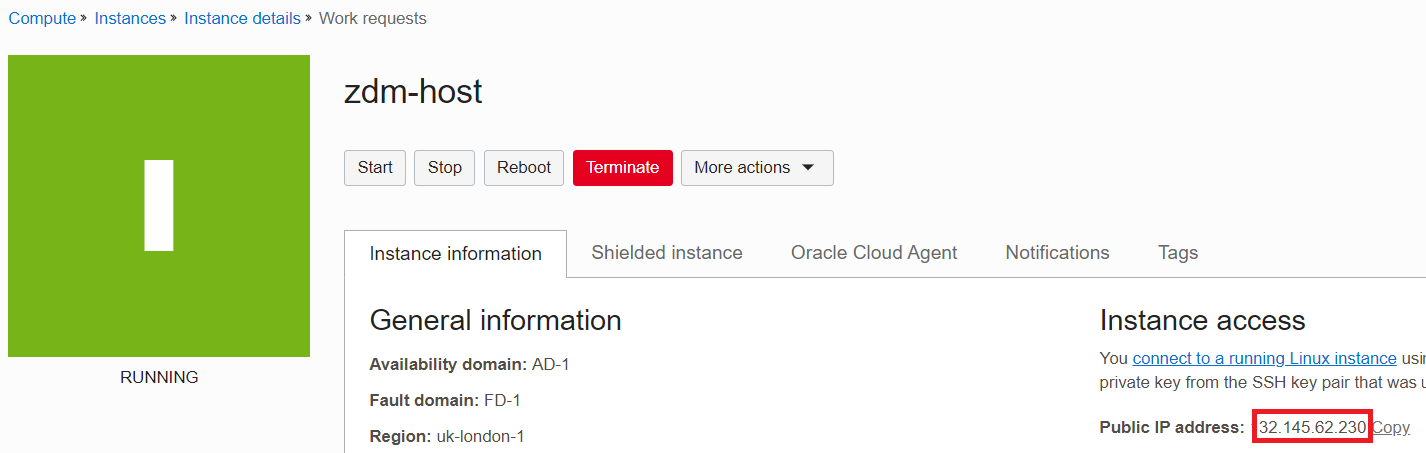 Compute » Instances » Instance details » Work requests
zdm-host
Start Stop Reboot Terminate More actions
Instance information Shielded instance Oracle Cloud Agent Notifications Tags
RUNNING
General information
Availability domain: AD-1
Fault domain: FD-1
Region: uk-london-1
Instance access
You connect to a running Linux instance
private key from the SSH key pair that was
Public IP address: 32.145.62.230 Copy